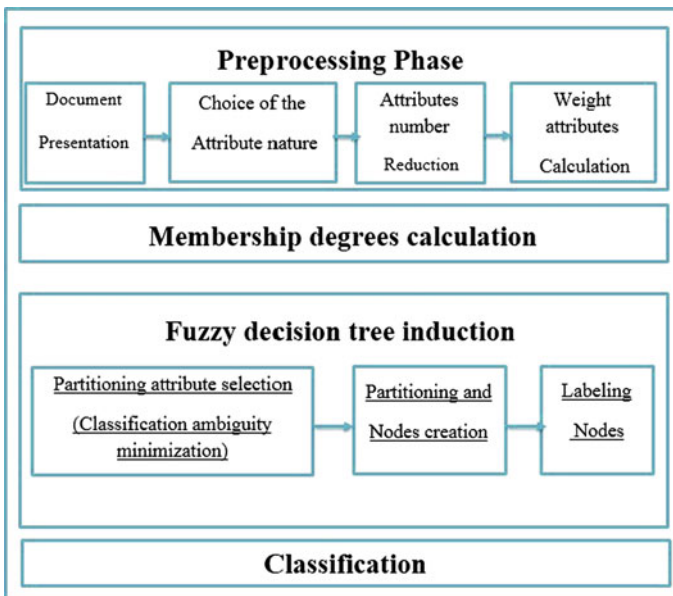 Preprocessing Phase
Document
Presentation
Choice of the
Attribute nature
Attributes
number
Reduction
Weight
attributes
Calculation
Membership degrees calculation
Fuzzy decision tree induction
Partitioning attribute selection
(Classification ambiguity
minimization)
Partitioning and
Nodes creation
Labeling
Nodes
Classification